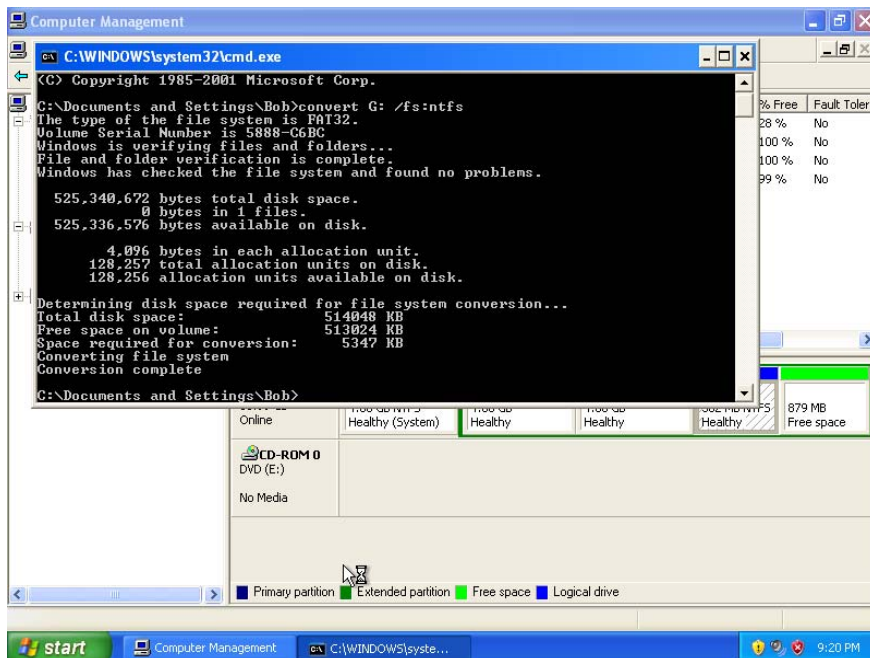 Computer Management
C:\WINDOWS\system32\cmd.exe
(C) Copyright 1985-2001 Microsoft Corp.
C:\Documents and Settings\Bob>convert G: /fs:ntfs
The type of the file system is FAT32.
Volume Serial Number is 5888-C6BC
Windows is verifying files and folders...
File and folder verification is complete.
Windows has checked the file system and found no problems.
525,340,672 bytes total disk space.
0 bytes in 1 files.
525,336,576 bytes available on disk.
4,096 bytes in each allocation unit.
128,257 total allocation units on disk.
128,256 allocation units available on disk.
Determining disk space required for file system conversion...
Total disk space: 514048 KB
Free space on volume: 513024 KB
Space required for conversion: 5347 KB
Converting file system
Conversion complete
C:\Documents and Settings\Bob>
% Free Fault Toler
28 % No
100 % No
100 % No
99 % No
Online
Healthy (System)
Healthy
Healthy
Healthy
879 MB
Free space
CD-ROM 0
DVD (E:)
No Media
Primary partition Extended partition Free space Logical drive
start Computer Management C:\WINDOWS\syste... 9:20 PM